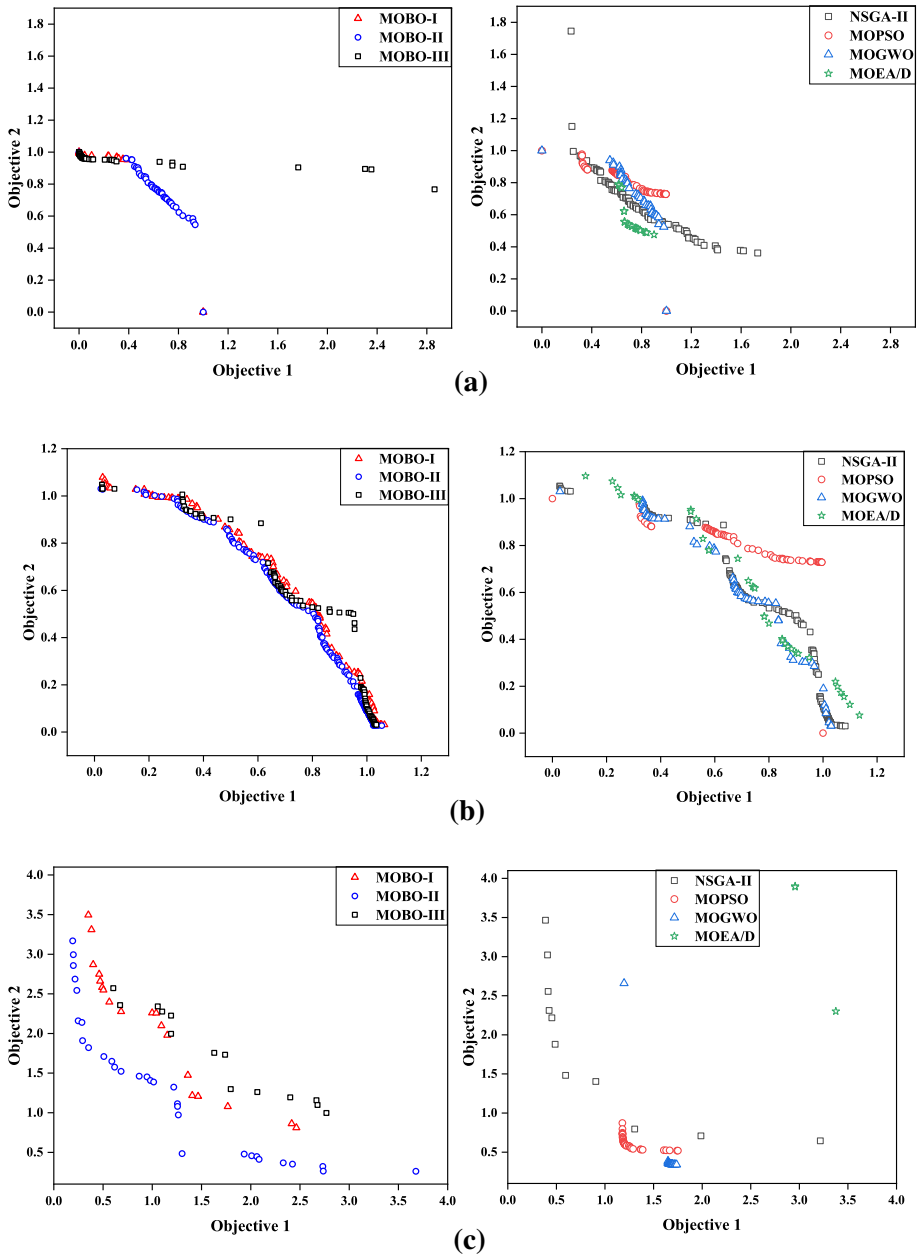 MOBO-I
MOBO-II
MOBO-III
1.8
1.6
1.4
1.2
1.0
0.8
0.6
0.4
0.2
0.0
Objective 2
0.0 0.4 0.8 1.2 1.6 2.0 2.4 2.8
Objective 1
NSGA-II
MOPSO
MOGWO
MOEA/D
1.8
1.6
1.4
1.2
1.0
0.8
0.6
0.4
0.2
0.0
Objective 2
0.0 0.4 0.8 1.2 1.6 2.0 2.4 2.8
Objective 1
(a)
MOBO-I
MOBO-II
MOBO-III
1.2
1.0
0.8
0.6
0.4
0.2
0.0
Objective 2
0.0 0.2 0.4 0.6 0.8 1.0 1.2
Objective 1
NSGA-II
MOPSO
MOGWO
MOEA/D
1.2
1.0
0.8
0.6
0.4
0.2
0.0
Objective 2
0.0 0.2 0.4 0.6 0.8 1.0 1.2
Objective 1
(b)
MOBO-I
MOBO-II
MOBO-III
4.0
3.5
3.0
2.5
2.0
1.5
1.0
0.5
Objective 2
0.0 0.5 1.0 1.5 2.0 2.5 3.0 3.5 4.0
Objective 1
NSGA-II
MOPSO
MOGWO
MOEA/D
4.0
3.5
3.0
2.5
2.0
1.5
1.0
0.5
Objective 2
0.0 0.5 1.0 1.5 2.0 2.5 3.0 3.5 4.0
Objective 1
(c)